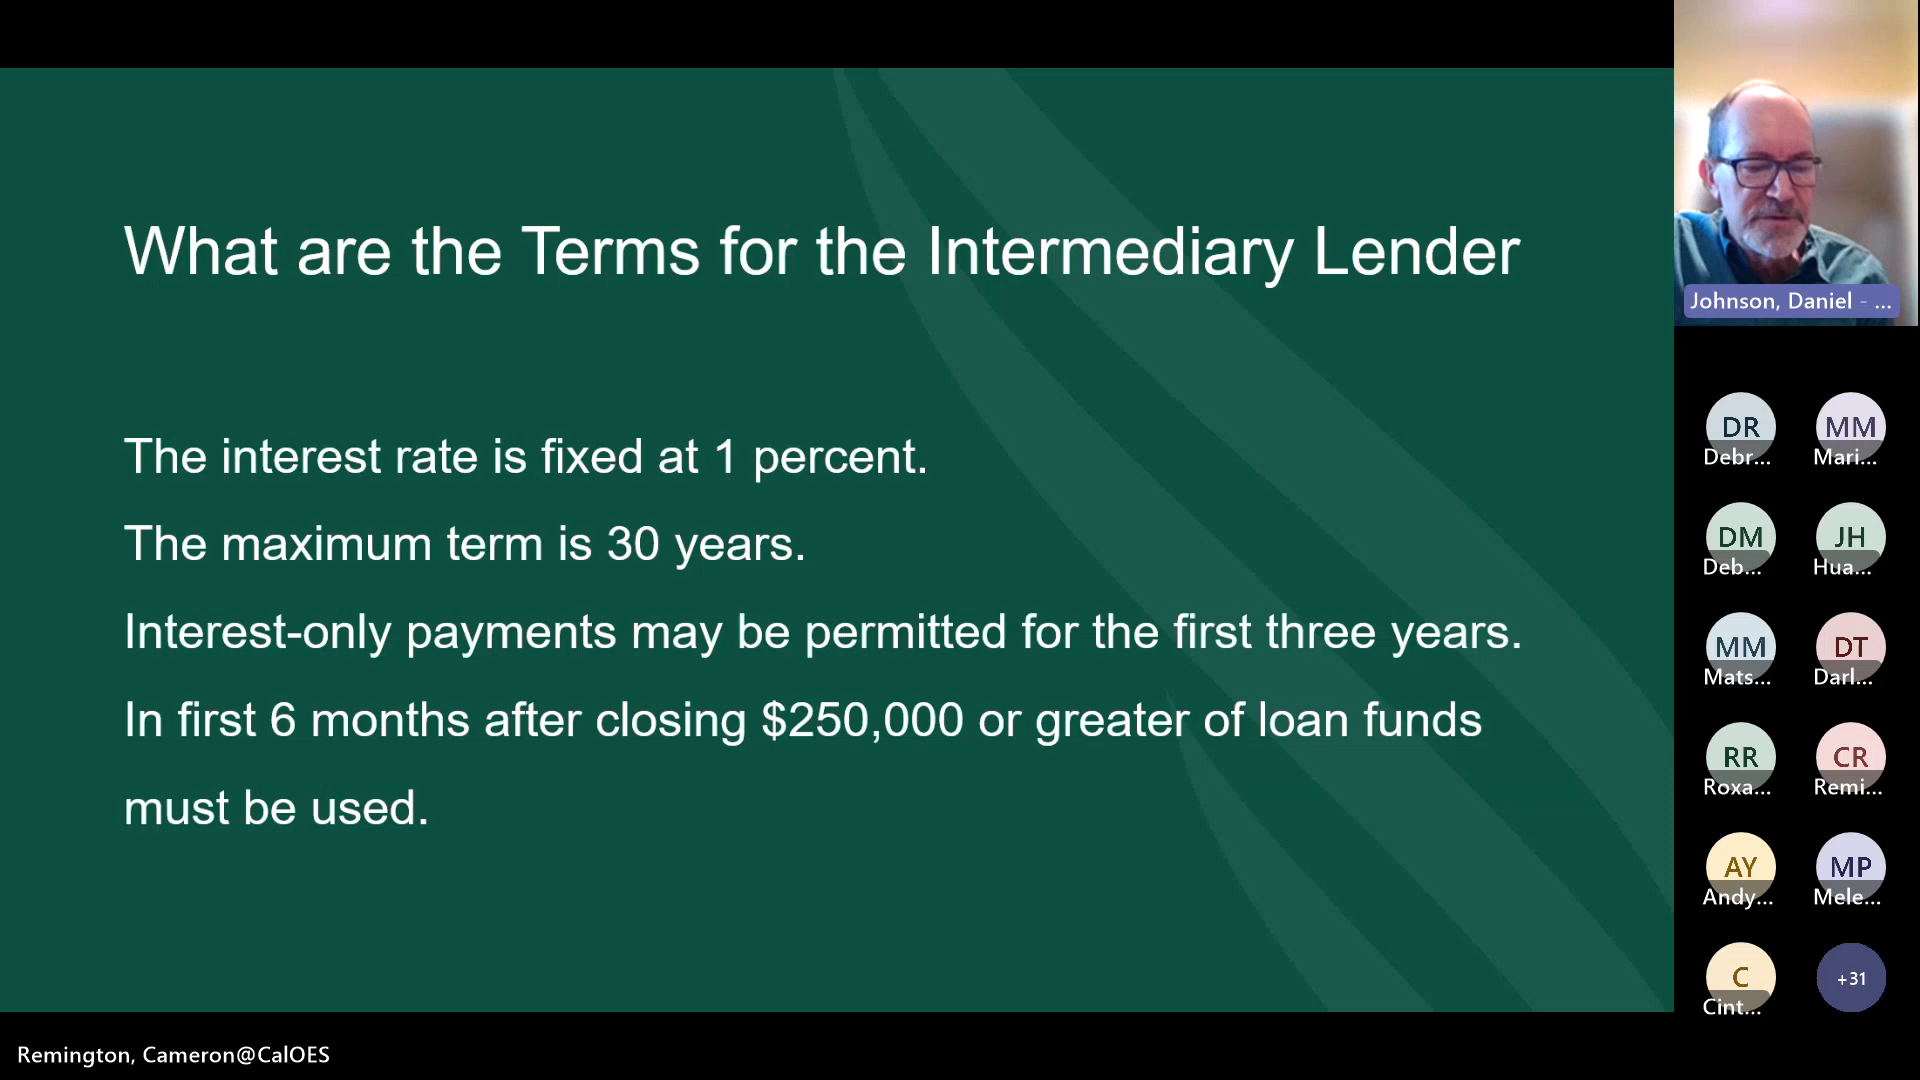 What are the Terms for the Intermediary Lender
The interest rate is fixed at 1 percent.
The maximum term is 30 years.
Interest-only payments may be permitted for the first three years.
In first 6 months after closing $250,000 or greater of loan funds
must be used.
Johnson, Daniel - ...
DR
MM
Debr...
Mari...
DM
JH
Deb...
Hua...
MM
DT
Mats...
Darl...
RR
CR
Roxa...
Remi...
AY
MP
Andy...
Mele...
C
+31
Cint...
Remington, Cameron@CalOES